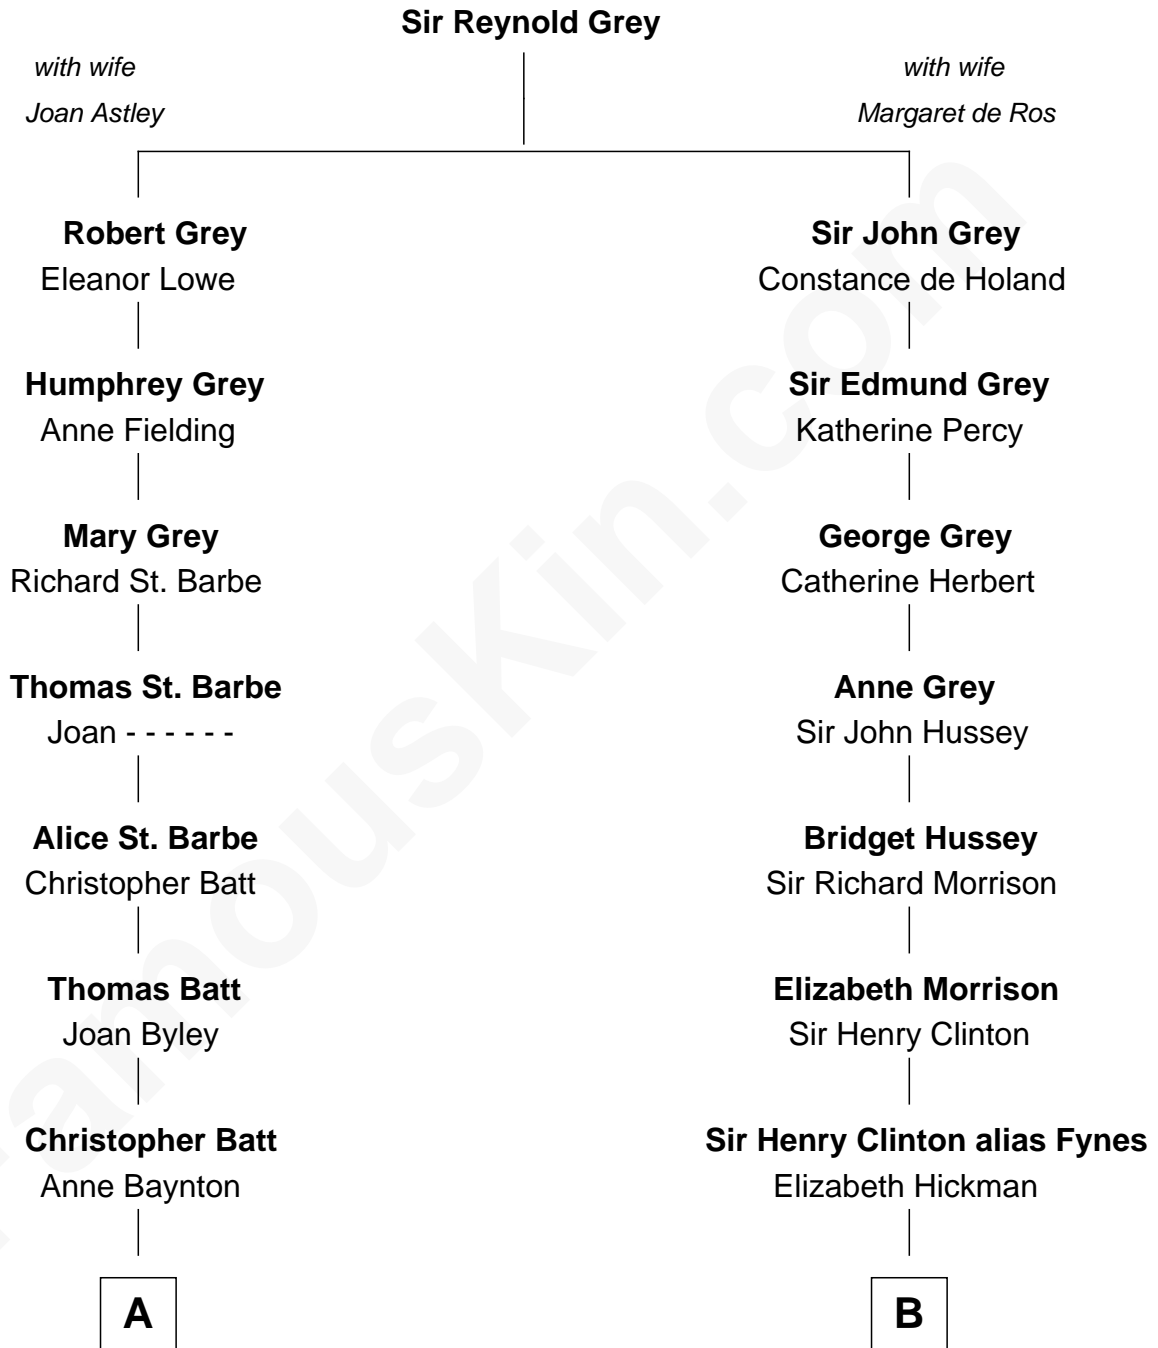 Sir Reynold Grey
with wife
Joan Astley
with wife
Margaret de Ros
Robert Grey
Eleanor Lowe
Sir John Grey
Constance de Holand
Humphrey Grey
Anne Fielding
Sir Edmund Grey
Katherine Percy
Mary Grey
Richard St. Barbe
George Grey
Catherine Herbert
Thomas St. Barbe
Joan - - - - - -
Anne Grey
Sir John Hussey
Alice St. Barbe
Christopher Batt
Bridget Hussey
Sir Richard Morrison
Thomas Batt
Joan Byley
Elizabeth Morrison
Sir Henry Clinton
Christopher Batt
Anne Baynton
Sir Henry Clinton alias Fynes
Elizabeth Hickman
A
B
FamousKin.com